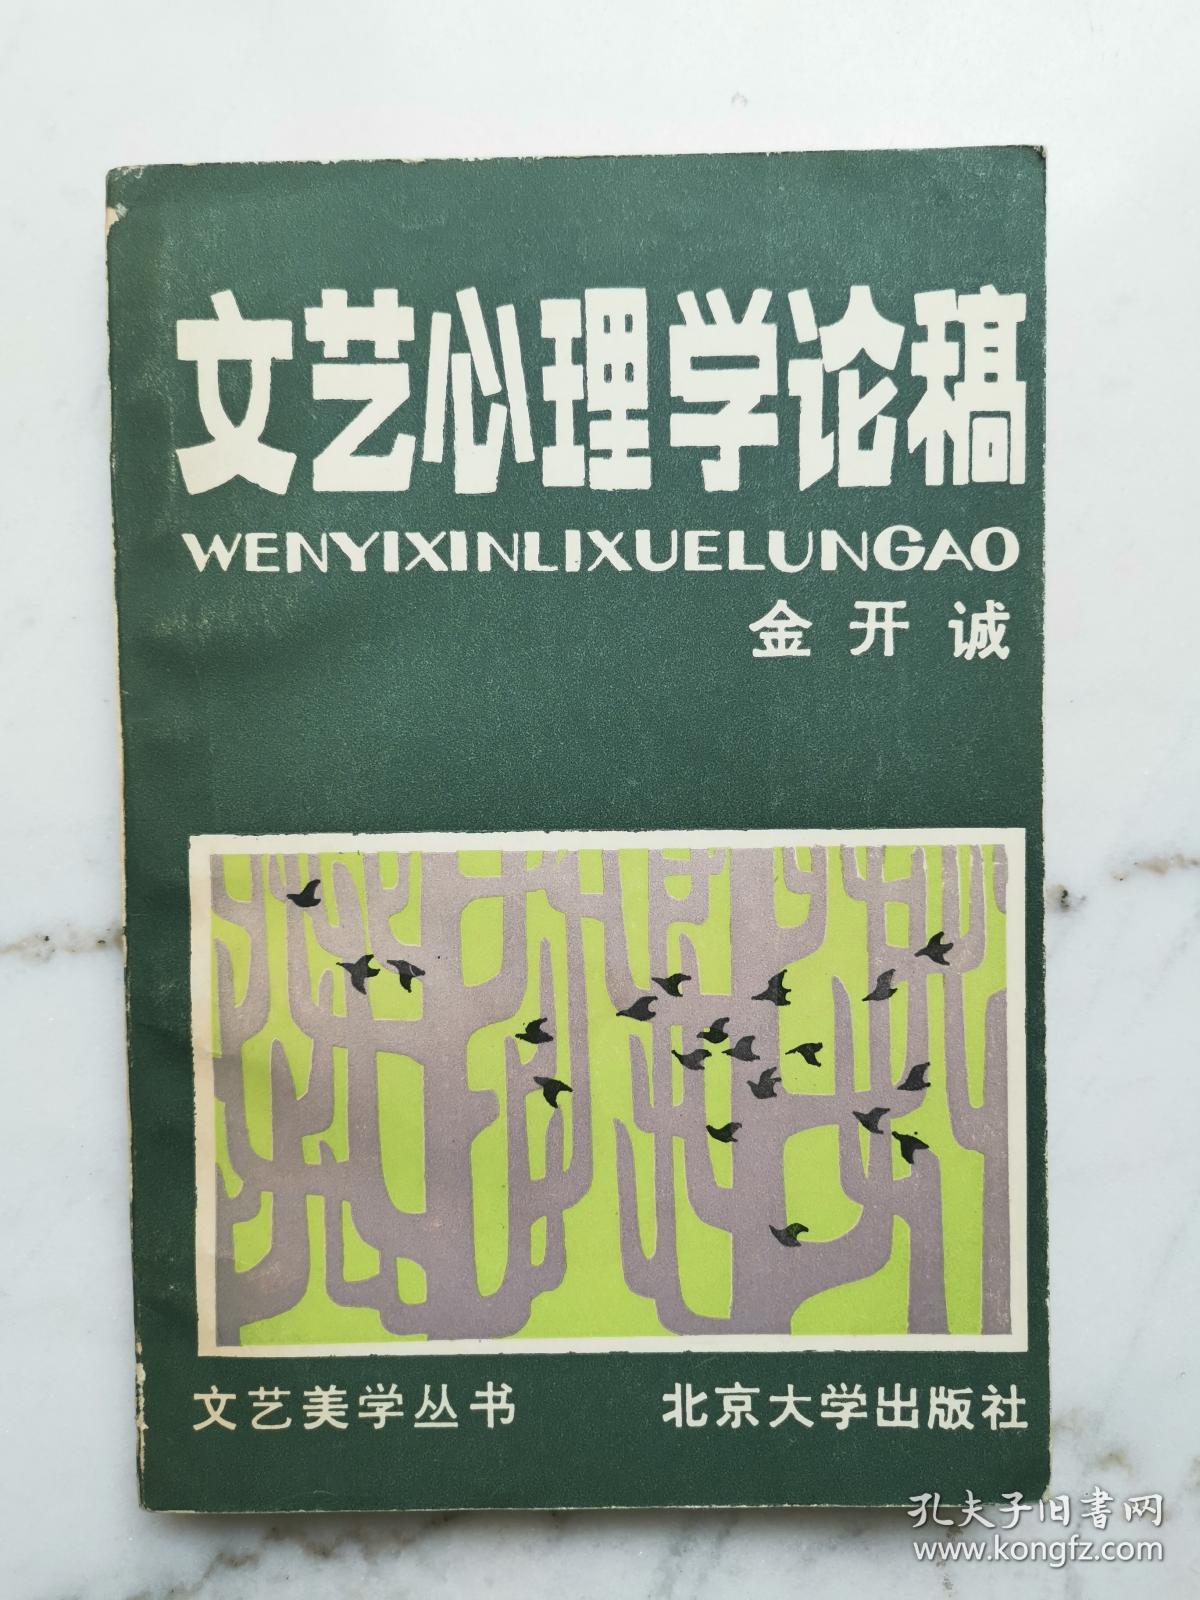 文艺心理学论稿
WENYIXINLIXUELUNGAO
金开诚
文艺美学丛书
北京大学出版社
孔夫子旧书网
www.kongfz.com